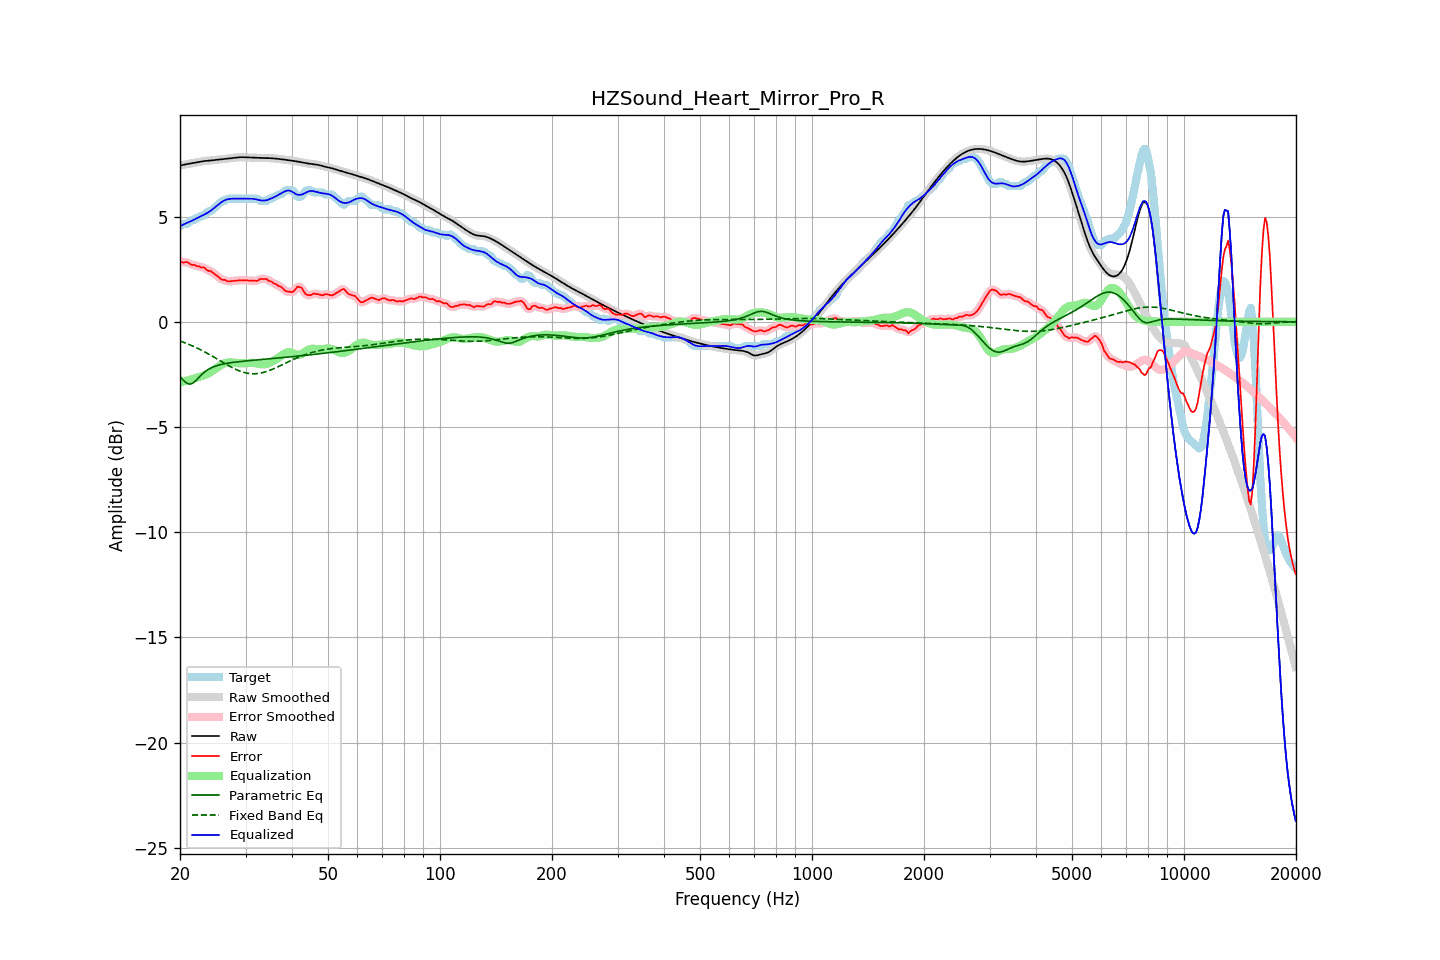 HZSound_Heart_Mirror_Pro_R
Amplitude (dBr)
5
0
−5
−10
−15
−20
−25
Target
Raw Smoothed
Error Smoothed
Raw
Error
Equalization
Parametric Eq
Fixed Band Eq
Equalized
20 50 100 200 500 1000 2000 5000 10000 20000
Frequency (Hz)